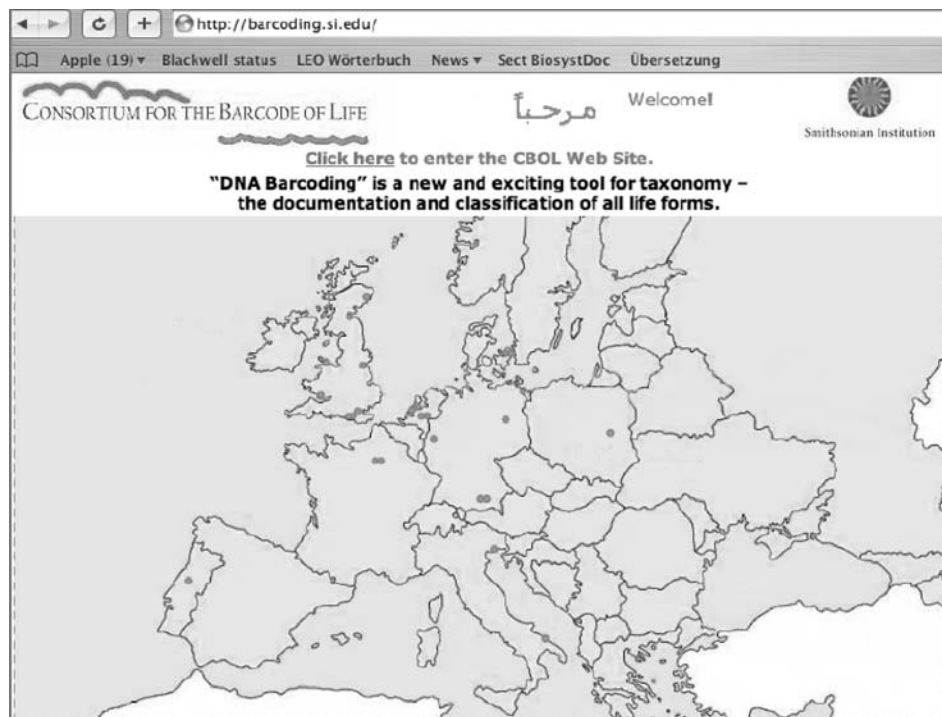 http://barcoding.si.edu/
Apple (19) ▾ Blackwell status LEO Wörterbuch News ▾ Sect BiosystDoc Übersetzung
CONSORTIUM FOR THE BARCODE OF LIFE
مرحباً
Welcome!
Smithsonian Institution
Click here to enter the CBOL Web Site.
“DNA Barcoding” is a new and exciting tool for taxonomy –
the documentation and classification of all life forms.